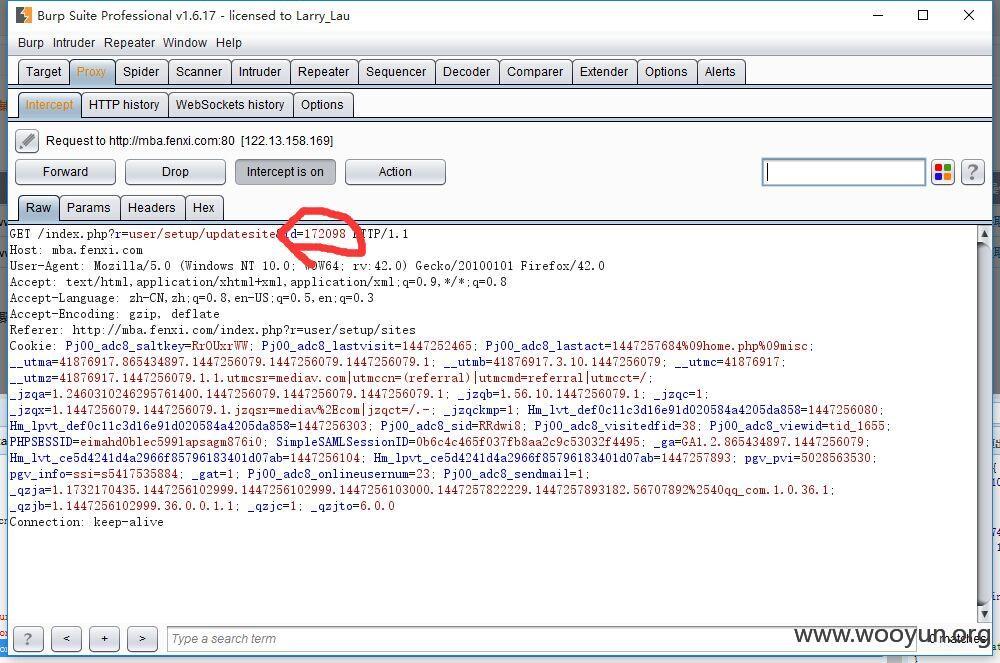 Burp Suite Professional v1.6.17 - licensed to Larry_Lau
Burp Intruder Repeater Window Help
Target Proxy Spider Scanner Intruder Repeater Sequencer Decoder Comparer Extender Options Alerts
Intercept HTTP history WebSockets history Options
Request to http://mba.fenxi.com:80 [122.13.158.169]
Forward Drop Intercept is on Action ?
Raw Params Headers Hex
GET /index.php?r=user/setup/updatesite&id=172098 HTTP/1.1
Host: mba.fenxi.com
User-Agent: Mozilla/5.0 (Windows NT 10.0; WOW64; rv:42.0) Gecko/20100101 Firefox/42.0
Accept: text/html,application/xhtml+xml,application/xml;q=0.9,*/*;q=0.8
Accept-Language: zh-CN,zh;q=0.8,en-US;q=0.5,en;q=0.3
Accept-Encoding: gzip, deflate
Referer: http://mba.fenxi.com/index.php?r=user/setup/sites
Cookie: Pj00_adc8_saltkey=RrOUxrWW; Pj00_adc8_lastvisit=1447252465; Pj00_adc8_lastact=1447257684%09home.php%09misc;
__utma=41876917.865434897.1447256079.1447256079.1447256079.1; __utmb=41876917.3.10.1447256079; __utmc=41876917;
__utmz=41876917.1447256079.1.1.utmcsr=mediav.com|utmccn=(referral)|utmcmd=referral|utmcct=/;
_jzqa=1.2460310246295761400.1447256079.1447256079.1447256079.1; _jzqb=1.56.10.1447256079.1; _jzqc=1;
_jzqx=1.1447256079.1447256079.1.jzqsr=mediav%2Ecom|jzqct=/.-; _jzqckmp=1; Hm_lvt_def0c11c3d16e91d020584a4205da858=1447256080;
Hm_lpvt_def0c11c3d16e91d020584a4205da858=1447256303; Pj00_adc8_sid=RRdwi8; Pj00_adc8_visitedfid=38; Pj00_adc8_viewid=tid_1655;
PHPSESSID=eimahd0blec599lapsagm876i0; SimpleSAMLSessionID=0b6c4c465f037fb8aa2c9c53032f4495; _ga=GA1.2.865434897.1447256079;
Hm_lvt_ce5d4241d4a2966f85796183401d07ab=1447256104; Hm_lpvt_ce5d4241d4a2966f85796183401d07ab=1447257893; pgv_pvi=5028563530;
pgv_info=ssi=s5417535884; _gat=1; Pj00_adc8_onlineusernum=23; Pj00_adc8_sendmail=1;
_qzja=1.1732170435.1447256102999.1447256102999.1447256103000.1447257822229.1447257893182.56707892%2540qq_com.1.0.36.1;
_qzjb=1.1447256102999.36.0.0.1.1; _qzjc=1; _qzjto=6.0.0
Connection: keep-alive
? < + > Type a search term 0 matches
www.wooyun.org